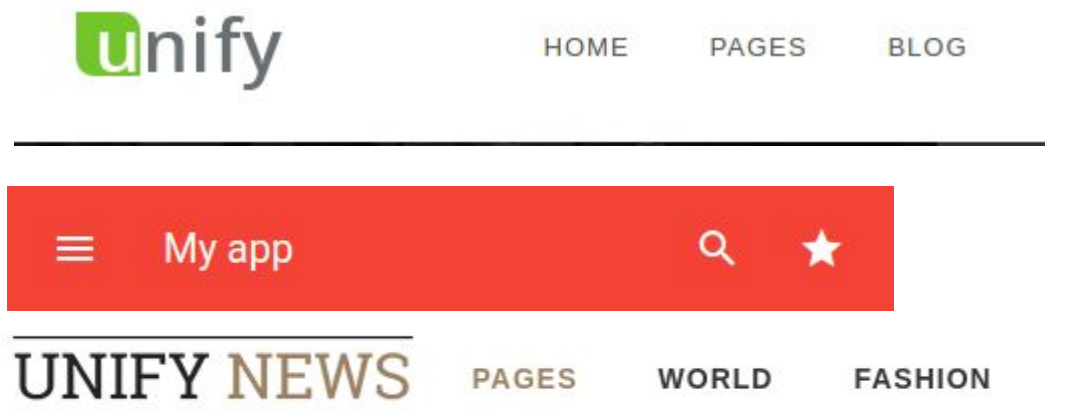 unify HOME PAGES BLOG
My app
UNIFY NEWS PAGES WORLD FASHION